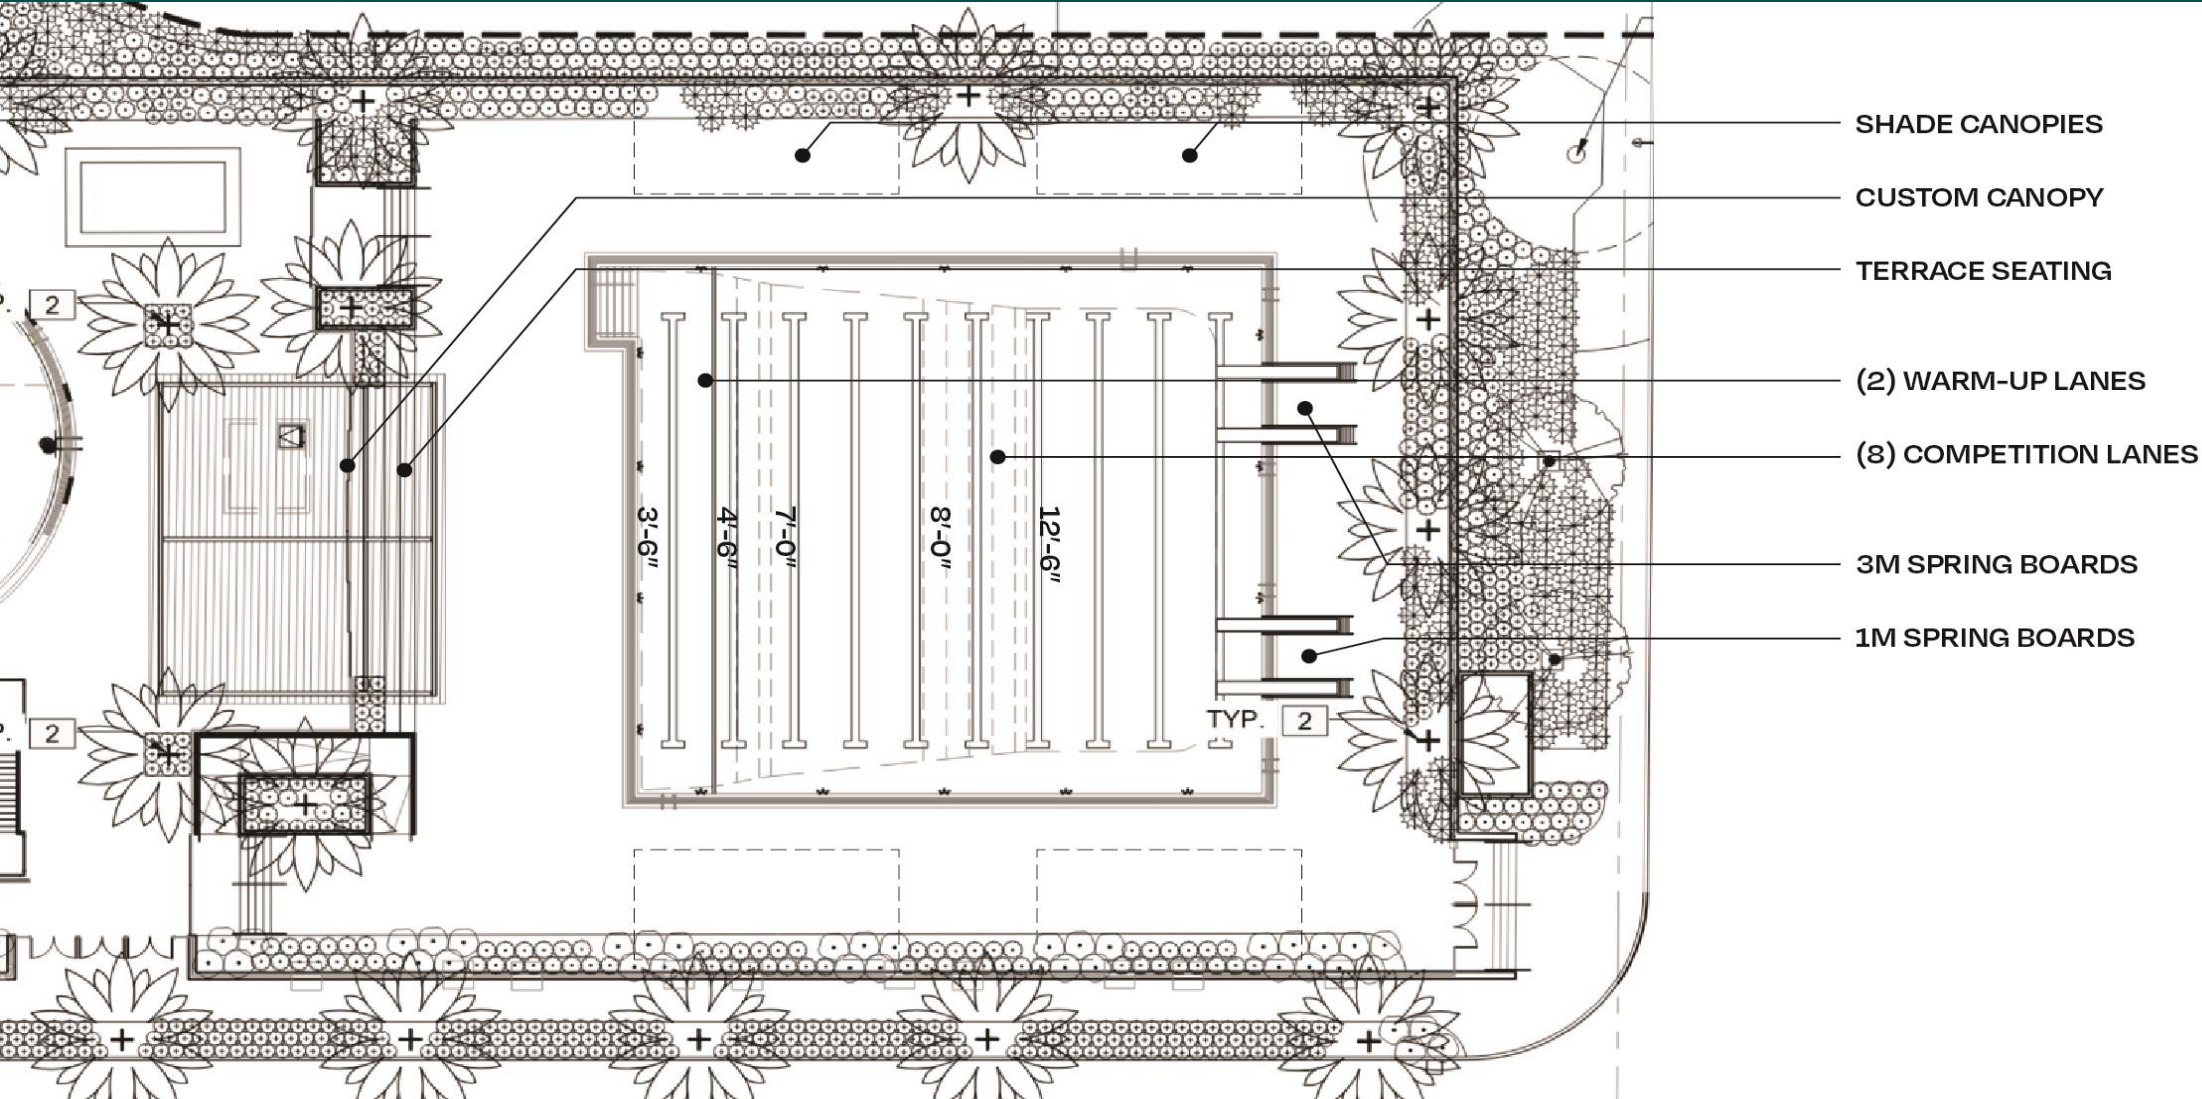 SHADE CANOPIES
CUSTOM CANOPY
TERRACE SEATING
2
(2) WARM-UP LANES
(8) COMPETITION LANES
3'-6"
4'-6"
7'-0"
8'-0"
12'-6"
3M SPRING BOARDS
1M SPRING BOARDS
TYP. 2
2